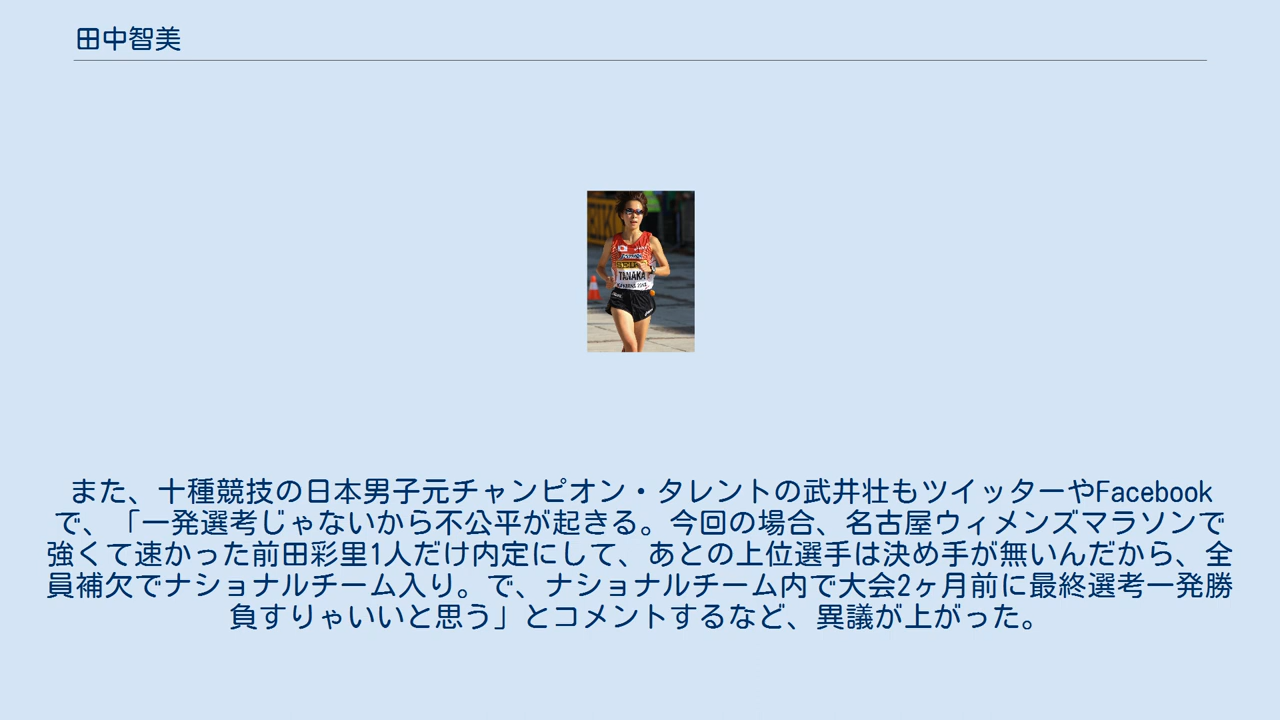 田中智美
TANAKA
また、十種競技の日本男子元チャンピオン・タレントの武井壮もツイッターやFacebook
で、「一発選考じゃないから不公平が起きる。今回の場合、名古屋ウィメンズマラソンで
強くて速かった前田彩里1人だけ内定にして、あとの上位選手は決め手が無いんだから、全
員補欠でナショナルチーム入り。で、ナショナルチーム内で大会2ヶ月前に最終選考一発勝
負すりゃいいと思う」とコメントするなど、異議が上がった。